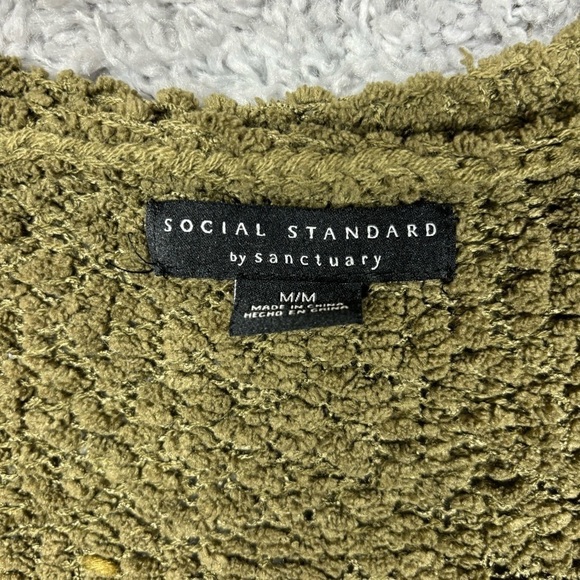 SOCIAL STANDARD
by sanctuary
M/M
MADE IN CHINA
HECHO EN CHINA